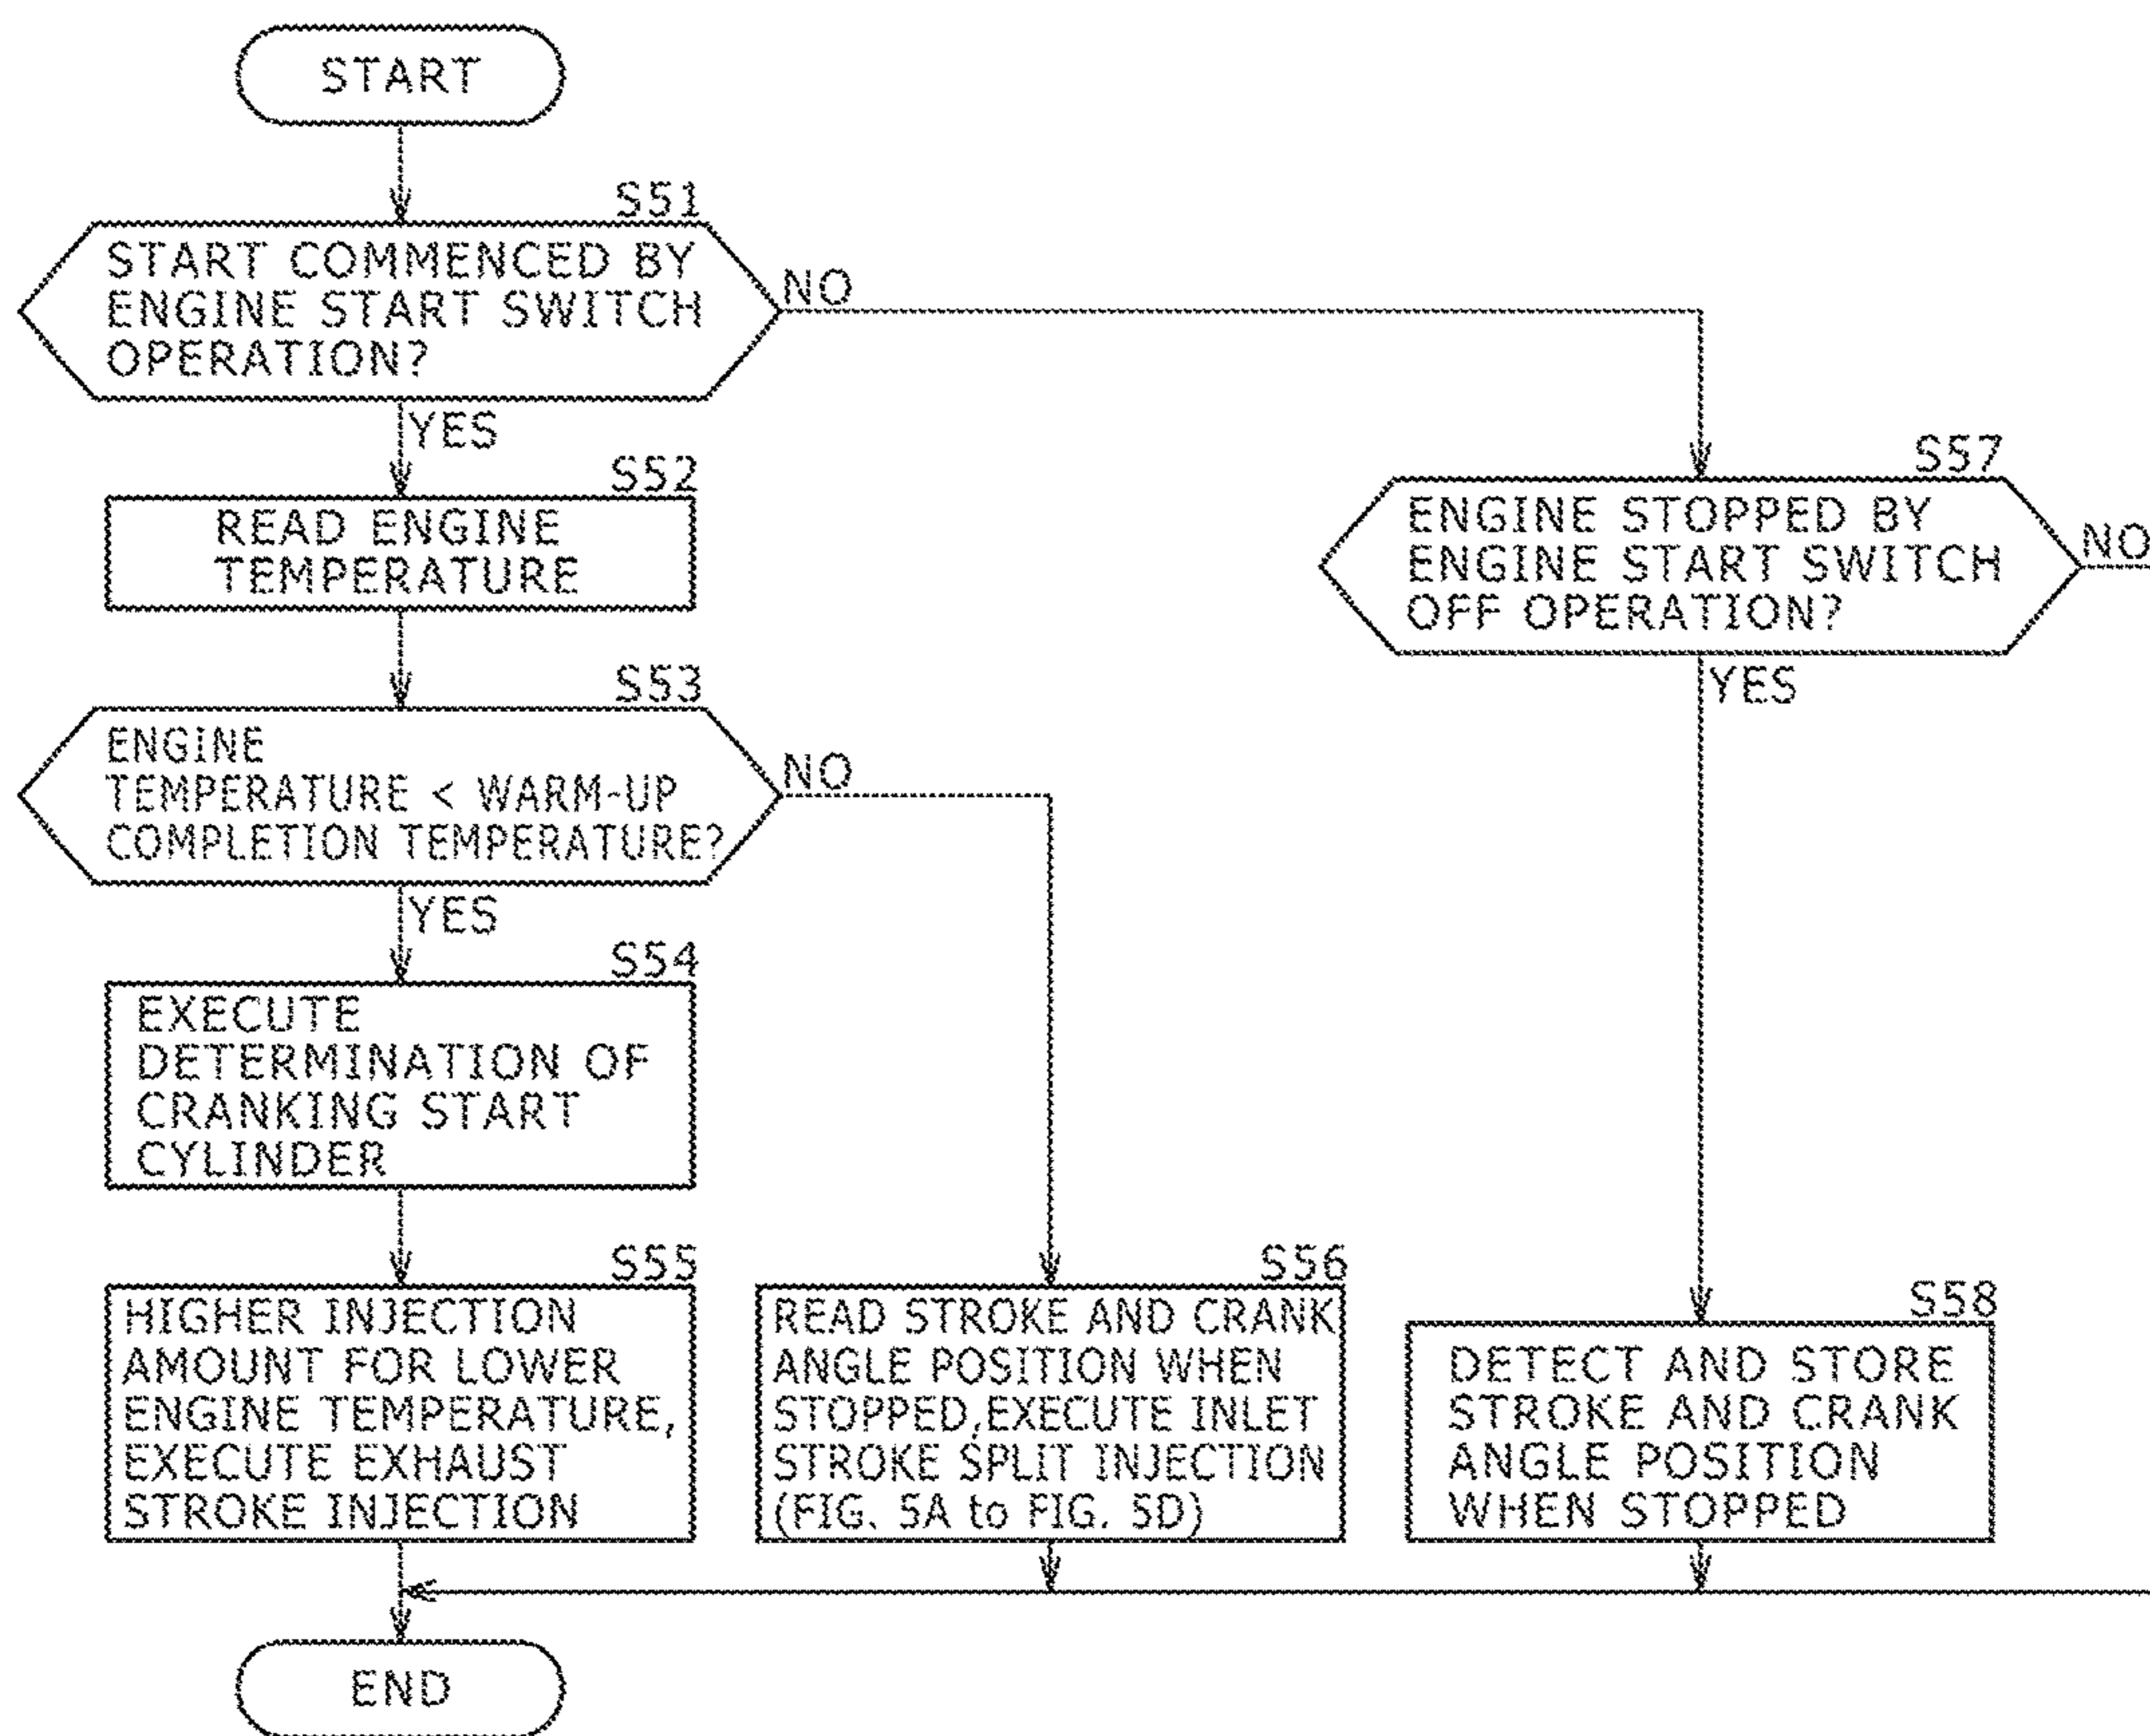 START
S51
START COMMENCED BY
ENGINE START SWITCH
OPERATION?
NO
YES
S52
READ ENGINE
TEMPERATURE
S53
ENGINE
TEMPERATURE < WARM-UP
COMPLETION TEMPERATURE?
NO
YES
S54
EXECUTE
DETERMINATION OF
CRANKING START
CYLINDER
S55
HIGHER INJECTION
AMOUNT FOR LOWER
ENGINE TEMPERATURE,
EXECUTE EXHAUST
STROKE INJECTION
S56
READ STROKE AND CRANK
ANGLE POSITION WHEN
STOPPED,EXECUTE INLET
STROKE SPLIT INJECTION
(FIG. 5A to FIG. 5D)
S57
ENGINE STOPPED BY
ENGINE START SWITCH
OFF OPERATION?
NO
YES
S58
DETECT AND STORE
STROKE AND CRANK
ANGLE POSITION
WHEN STOPPED
END